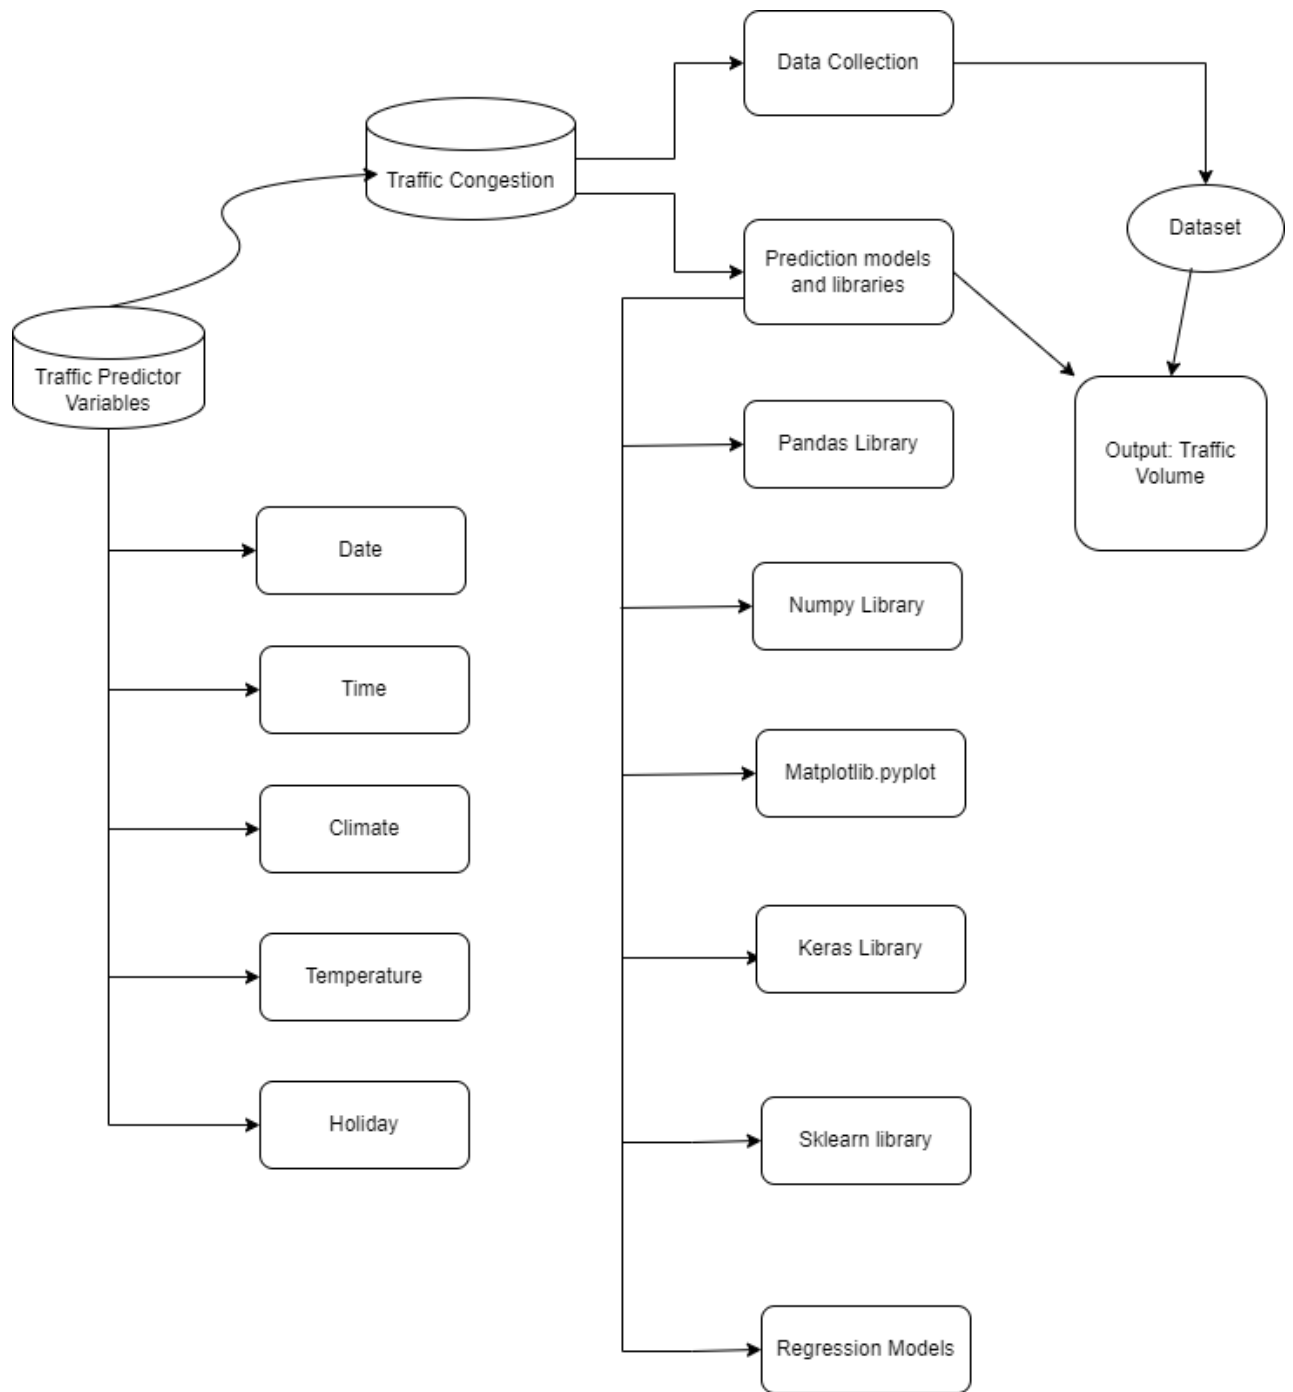 Data Collection
Traffic Congestion
Dataset
Prediction models
and libraries
Traffic Predictor
Variables
Output: Traffic
Volume
Pandas Library
Date
Numpy Library
Time
Matplotlib.pyplot
Climate
Keras Library
Temperature
Holiday
Sklearn library
Regression Models